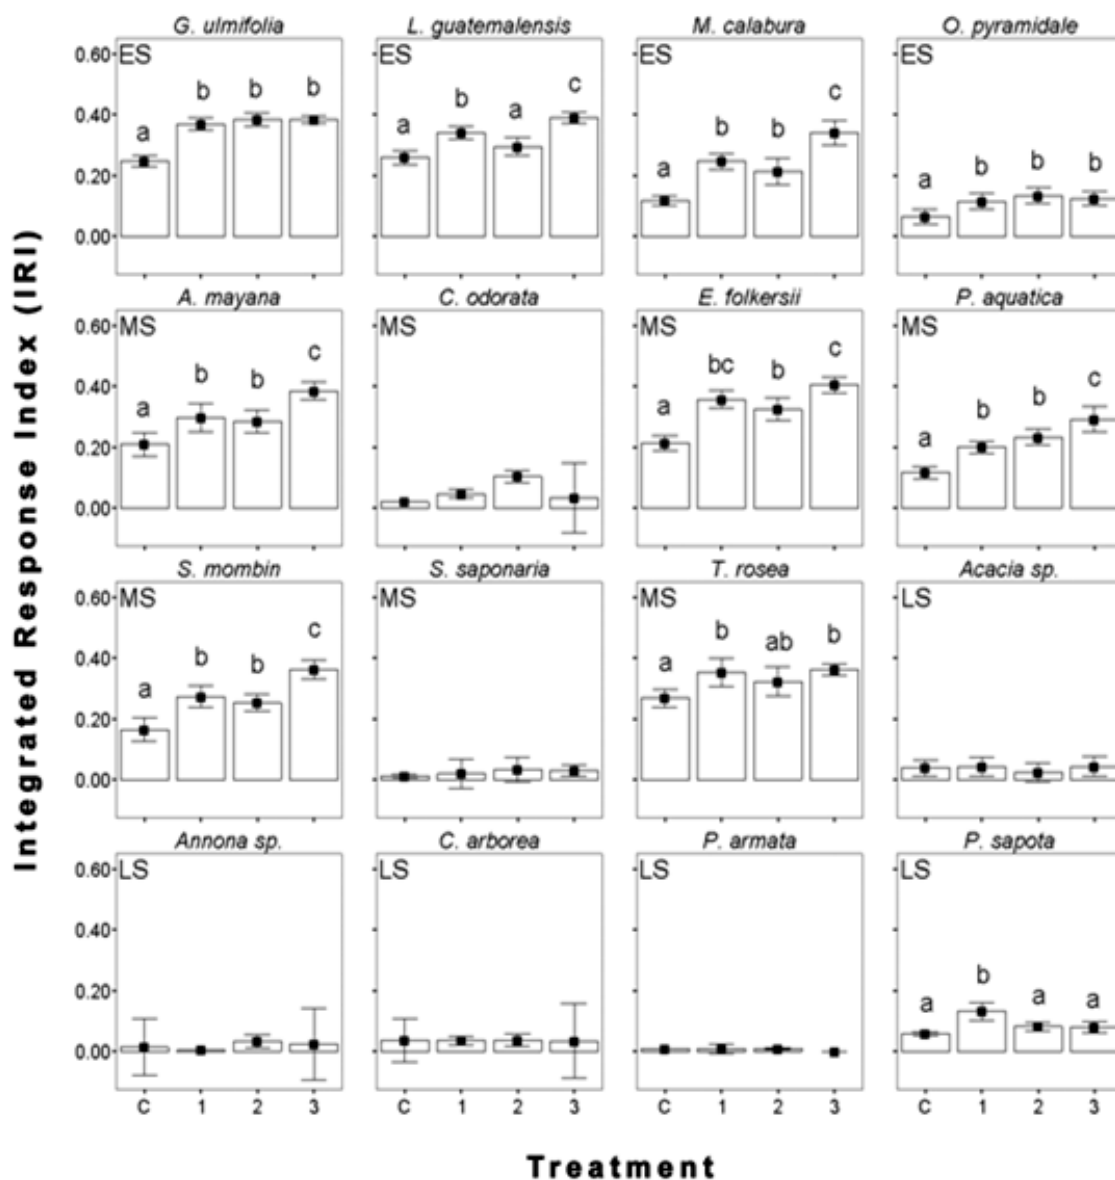 G. ulmifolia L. guatemalensis M. calabura O. pyramidale
0.60 ES ES ES ES
b b b b c
0.40 a a a c b b
0.20 a a b b b
0.00
A. mayana C. odorata E. folkersii P. aquatica
0.60 MS MS MS MS
c bc b c
0.40 a b b a b b c
0.20 a
0.00
S. mombin S. saponaria T. rosea Acacia sp.
0.60 MS MS MS LS
c b ab b
0.40 a b b a
0.20
0.00
Annona sp. C. arborea P. armata P. sapota
0.60 LS LS LS LS
0.40
0.20 a b a a
0.00
C 1 2 3 C 1 2 3 C 1 2 3 C 1 2 3
Integrated Response Index (IRI)
Treatment